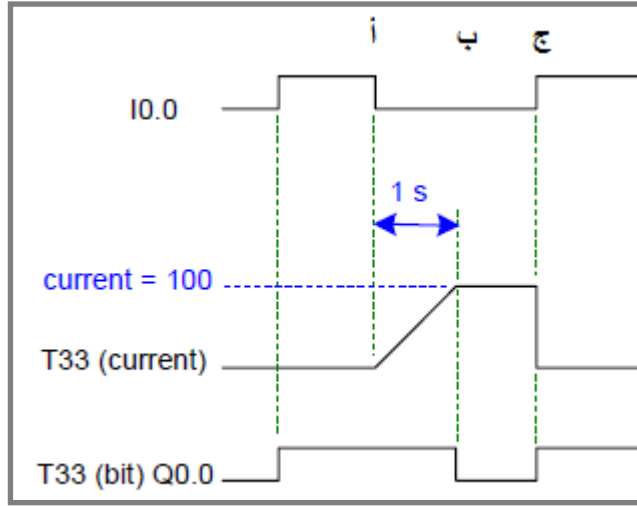 أ ب ج
I0.0
1 s
current = 100
T33 (current)
T33 (bit) Q0.0